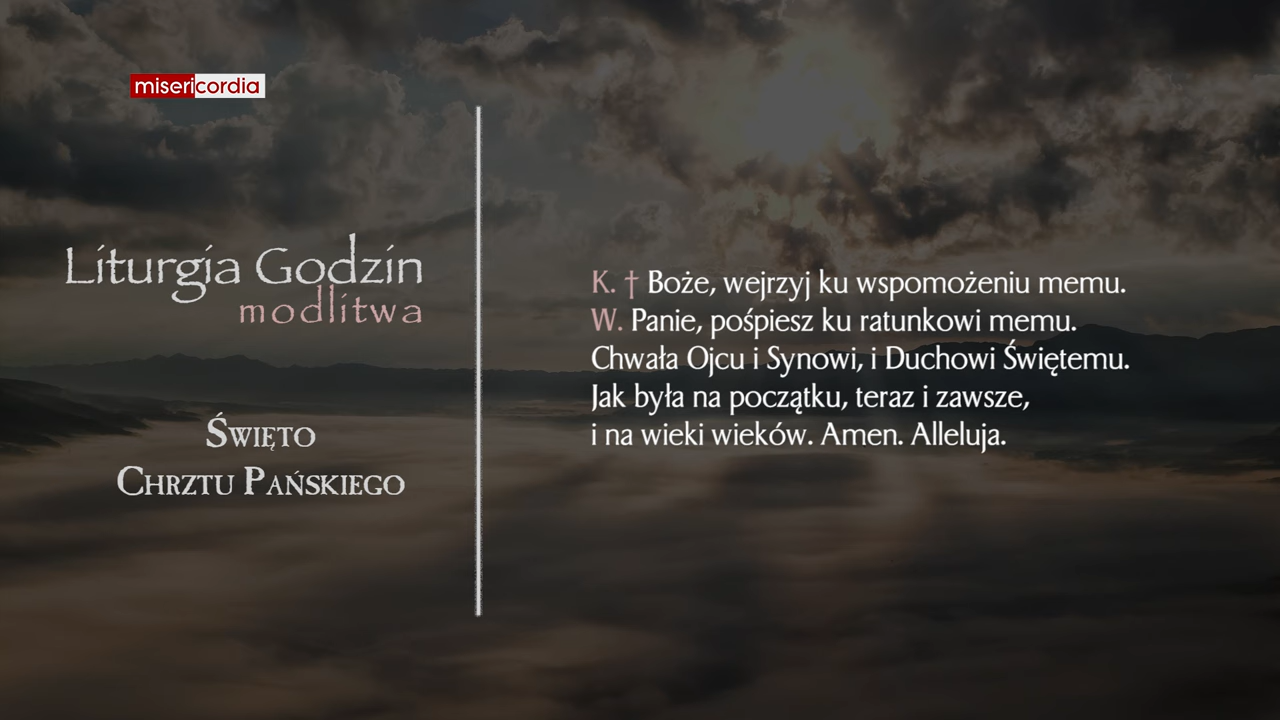 misericordia
Liturgia Godzin
modlitwa
Święto
Chrztu Pańskiego
K. † Boże, wejrzyj ku wspomożeniu memu.
W. Panie, pośpiesz ku ratunkowi memu.
Chwała Ojcu i Synowi, i Duchowi Świętemu.
Jak była na początku, teraz i zawsze,
i na wieki wieków. Amen. Alleluja.